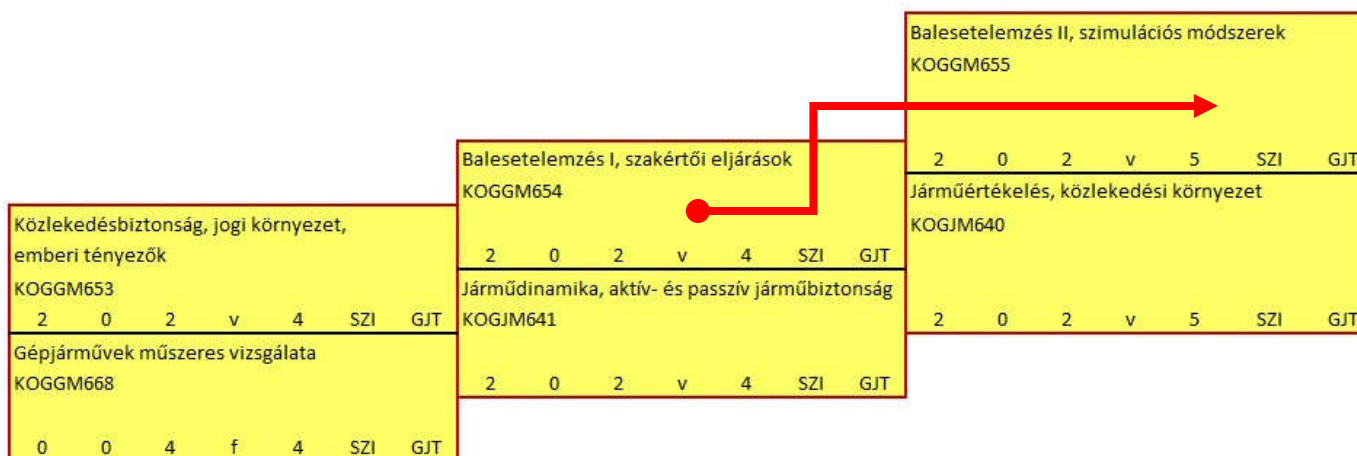 Közlekedésbiztonság, jogi környezet,
emberi tényezők
KOGGM653
2 0 2 v 4 SZI GJT
Gépjárművek műszeres vizsgálata
KOGGM668
0 0 4 f 4 SZI GJT
Balesetelemzés I, szakértői eljárások
KOGGM654
2 0 2 v 4 SZI GJT
Járműdinamika, aktív- és passzív járműbiztonság
KOGJM641
2 0 2 v 4 SZI GJT
Balesetelemzés II, szimulációs módszerek
KOGGM655
2 0 2 v 5 SZI GJT
Járműértékelés, közlekedési környezet
KOGJM640
2 0 2 v 5 SZI GJT